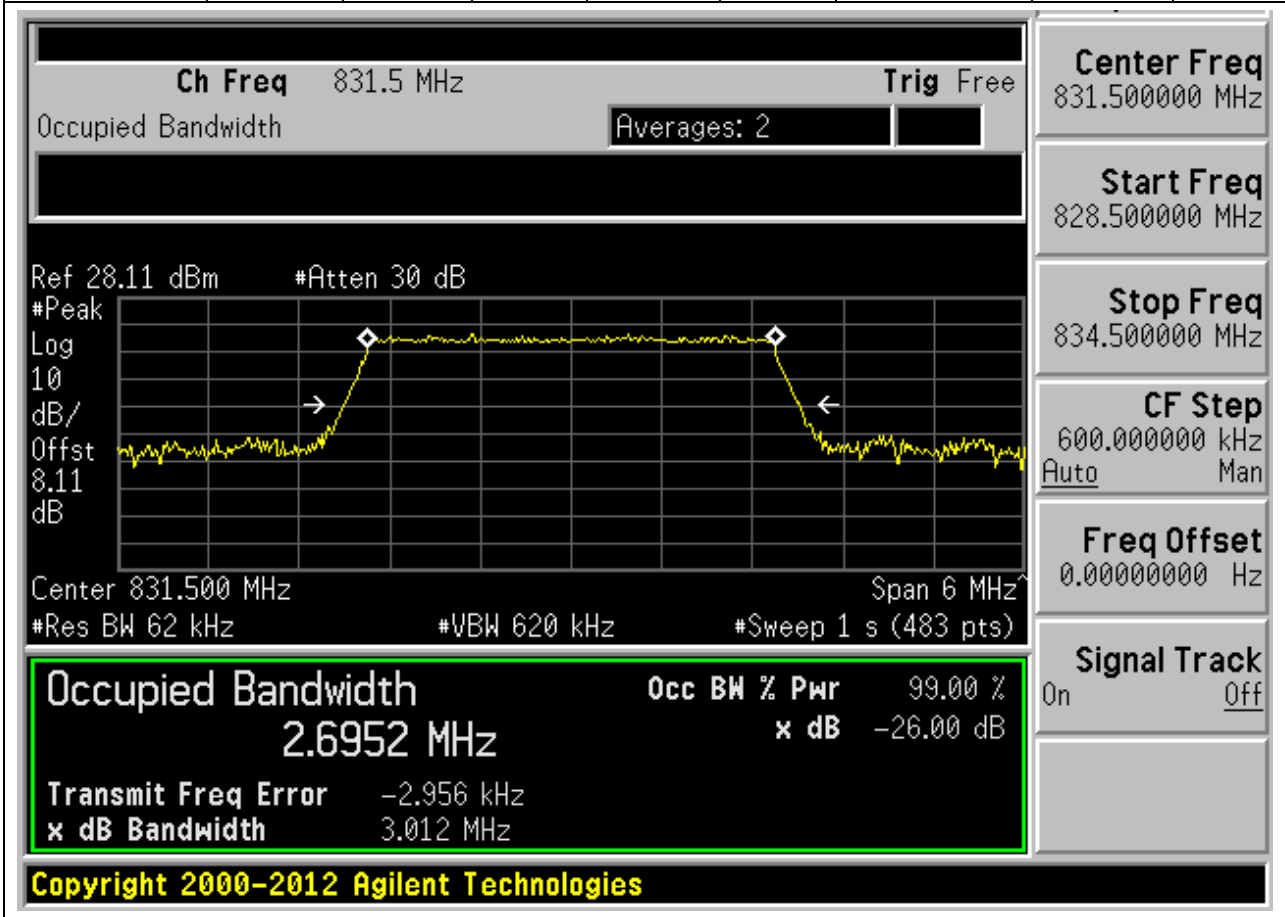 Ch Freq 831.5 MHz Trig Free
Occupied Bandwidth Averages: 2
Ref 28.11 dBm #Atten 30 dB
#Peak
Log
10
dB/
Offst
8.11
dB
Center 831.500 MHz Span 6 MHz^
#Res BW 62 kHz #VBW 620 kHz #Sweep 1 s (483 pts)
Occupied Bandwidth Occ BW % Pwr 99.00 %
2.6952 MHz x dB -26.00 dB
Transmit Freq Error -2.956 kHz
x dB Bandwidth 3.012 MHz
Copyright 2000-2012 Agilent Technologies
Center Freq
831.500000 MHz
Start Freq
828.500000 MHz
Stop Freq
834.500000 MHz
CF Step
600.000000 kHz
Auto Man
Freq Offset
0.00000000 Hz
Signal Track
On Off